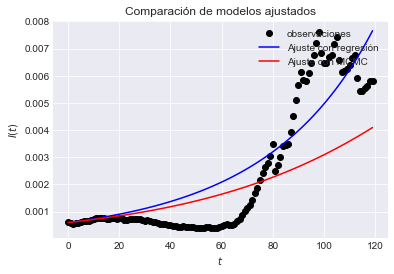 Comparación de modelos ajustados
0.008
0.007
0.006
0.005
0.004
0.003
0.002
0.001
I(t)
observaciones
Ajuste con regresión
Ajuste con MCMC
0
20
40
60
80
100
120
t